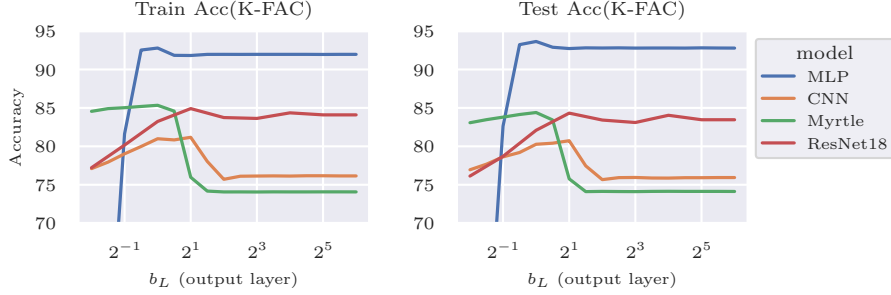 Train Acc(K-FAC)
Test Acc(K-FAC)
95
90
85
80
75
70
Accuracy
2^{-1} 2^1 2^3 2^5
b_L (output layer)
95
90
85
80
75
70
2^{-1} 2^1 2^3 2^5
b_L (output layer)
model
MLP
CNN
Myrtle
ResNet18